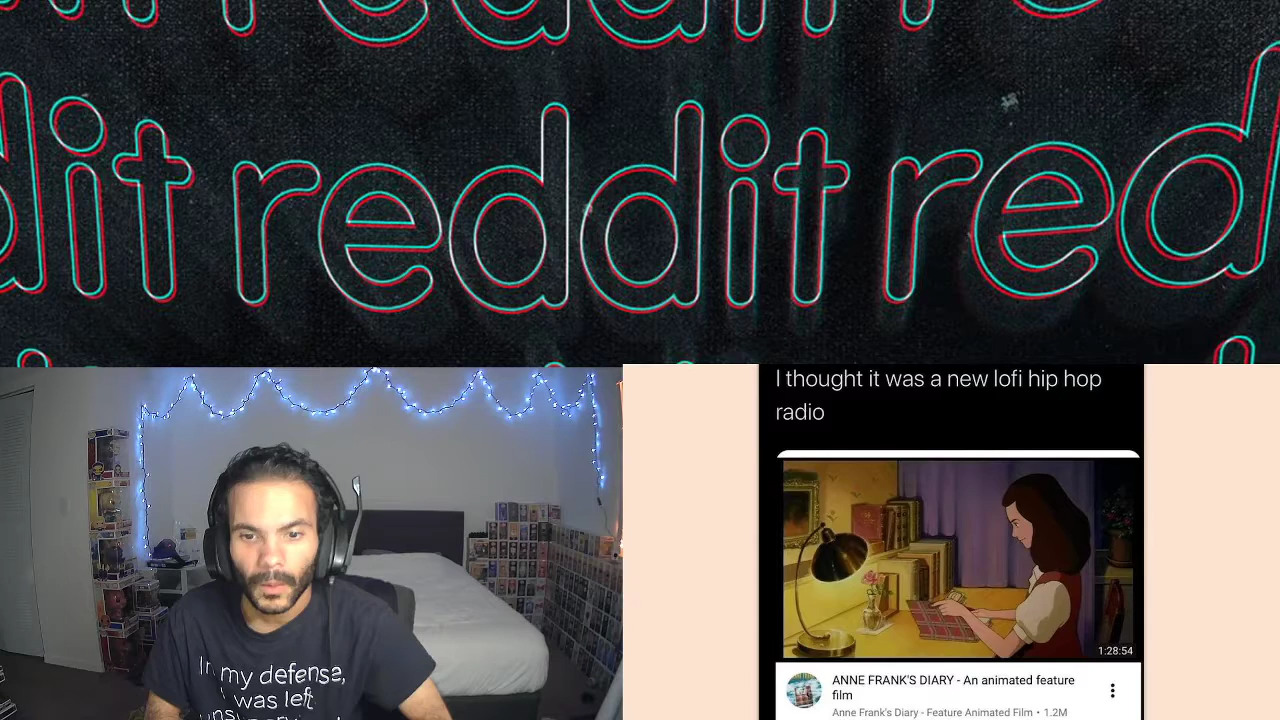 reddit reddit red
I thought it was a new lofi hip hop
radio
1:28:54
ANNE FRANK'S DIARY - An animated feature
film
Anne Frank's Diary - Feature Animated Film • 1.2M
In my defense,
I was left